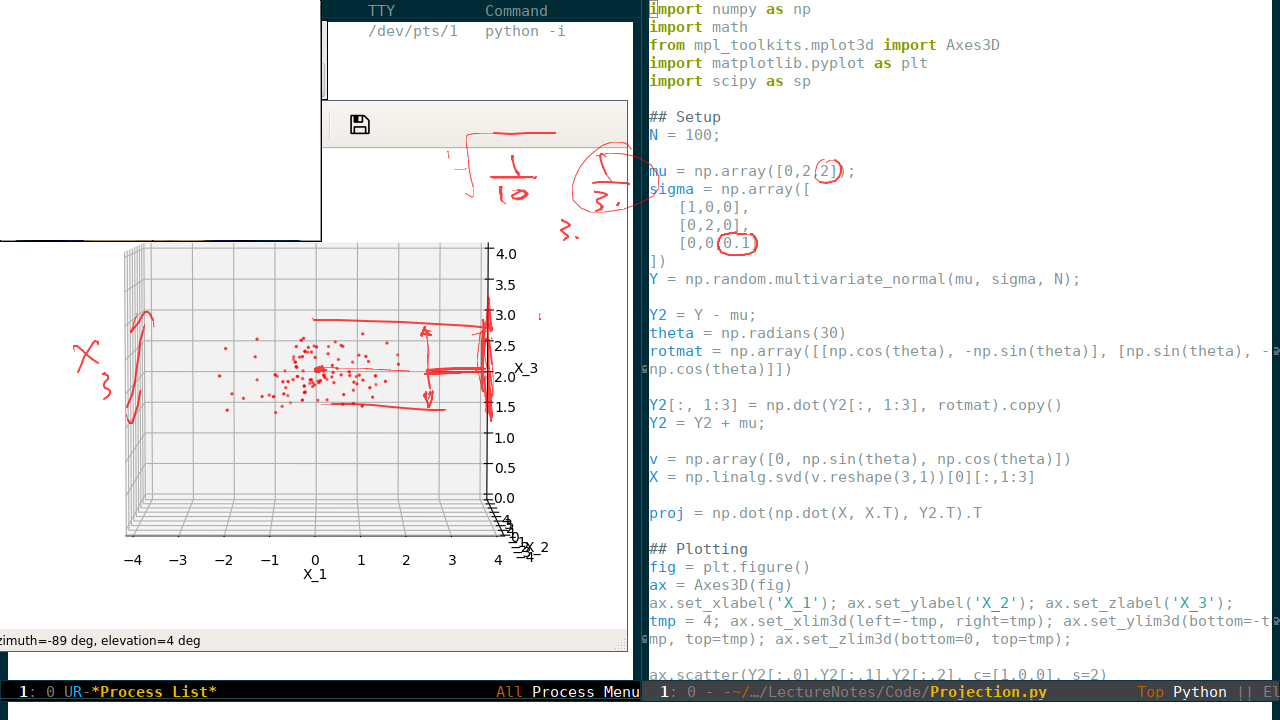 TTY Command
/dev/pts/1 python -i
1
10
1
3.
3.
X
3
4.0
3.5
3.0
2.5
X_3
2.0
1.5
1.0
0.5
0.0
−4 −3 −2 −1 0 1 2 3 4
X_1
X_2
zimuth=-89 deg, elevation=4 deg
1: 0 UR-*Process List* All Process Menu
import numpy as np
import math
from mpl_toolkits.mplot3d import Axes3D
import matplotlib.pyplot as plt
import scipy as sp
## Setup
N = 100;
mu = np.array([0,2,2]);
sigma = np.array([
[1,0,0],
[0,2,0],
[0,0,0.1]
])
Y = np.random.multivariate_normal(mu, sigma, N);
Y2 = Y - mu;
theta = np.radians(30)
rotmat = np.array([[np.cos(theta), -np.sin(theta)], [np.sin(theta), -
np.cos(theta)]])
Y2[:, 1:3] = np.dot(Y2[:, 1:3], rotmat).copy()
Y2 = Y2 + mu;
v = np.array([0, np.sin(theta), np.cos(theta)])
X = np.linalg.svd(v.reshape(3,1))[0][:,1:3]
proj = np.dot(np.dot(X, X.T), Y2.T).T
## Plotting
fig = plt.figure()
ax = Axes3D(fig)
ax.set_xlabel('X_1'); ax.set_ylabel('X_2'); ax.set_zlabel('X_3');
tmp = 4; ax.set_xlim3d(left=-tmp, right=tmp); ax.set_ylim3d(bottom=-t
mp, top=tmp); ax.set_zlim3d(bottom=0, top=tmp);
ax.scatter(Y2[:,0],Y2[:,1],Y2[:,2], c=[1,0,0], s=2)
1: 0 - -~/…/LectureNotes/Code/Projection.py Top Python || El